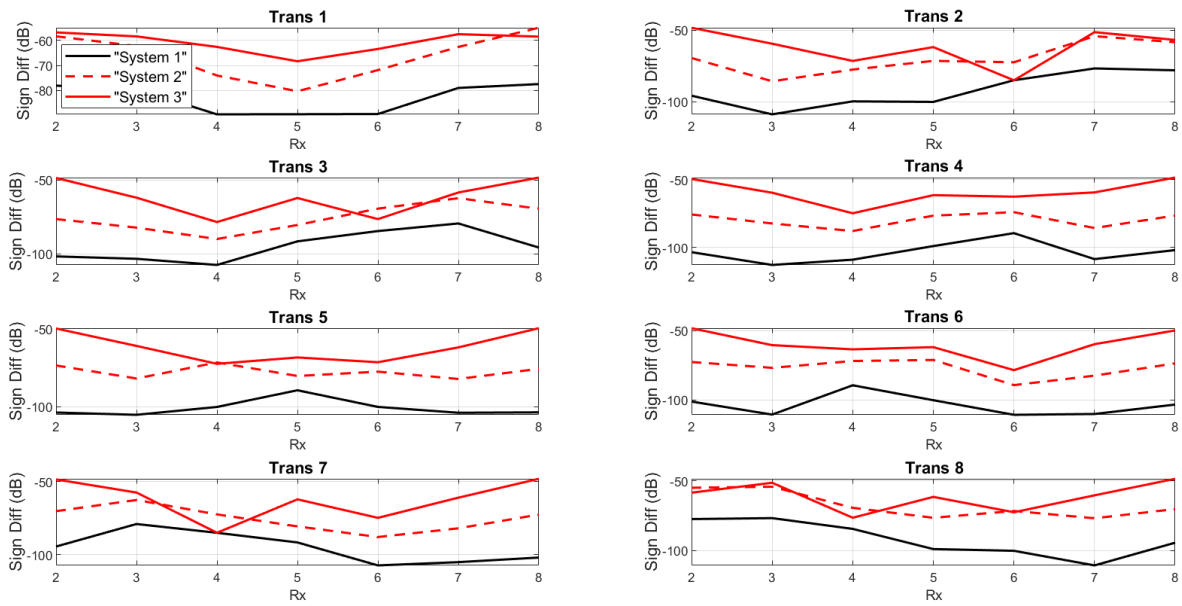 Trans 1
Sign Diff (dB)
-60
-70
-80
"System 1"
"System 2"
"System 3"
2 3 4 5 6 7 8
Rx
Trans 2
Sign Diff (dB)
-100
2 3 4 5 6 7 8
Rx
Trans 3
Sign Diff (dB)
-50
-100
2 3 4 5 6 7 8
Rx
Trans 4
Sign Diff (dB)
-50
-100
2 3 4 5 6 7 8
Rx
Trans 5
Sign Diff (dB)
-50
-100
2 3 4 5 6 7 8
Rx
Trans 6
Sign Diff (dB)
-50
-100
2 3 4 5 6 7 8
Rx
Trans 7
Sign Diff (dB)
-50
-100
2 3 4 5 6 7 8
Rx
Trans 8
Sign Diff (dB)
-50
-100
2 3 4 5 6 7 8
Rx